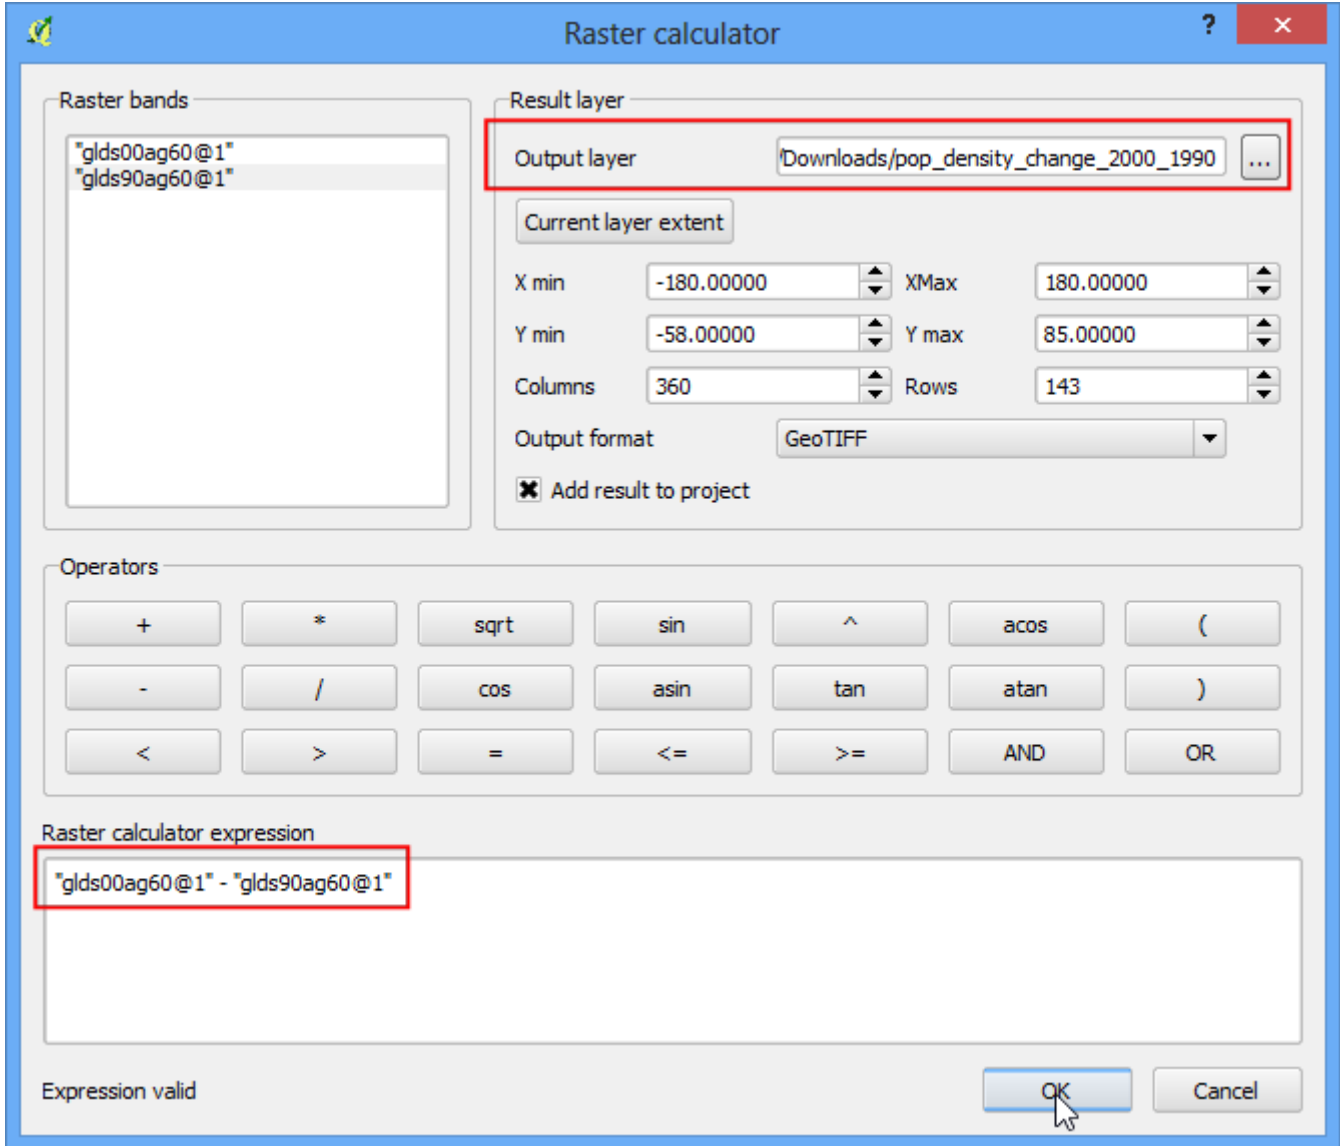 Raster calculator
?
Raster bands
"glds00ag60@1"
"glds90ag60@1"
Result layer
Output layer /Downloads/pop_density_change_2000_1990 ...
Current layer extent
X min -180.00000 XMax 180.00000
Y min -58.00000 Y max 85.00000
Columns 360 Rows 143
Output format GeoTIFF
Add result to project
Operators
+ * sqrt sin ^ acos (
- / cos asin tan atan )
< > = <= >= AND OR
Raster calculator expression
"glds00ag60@1" - "glds90ag60@1"
Expression valid OK Cancel